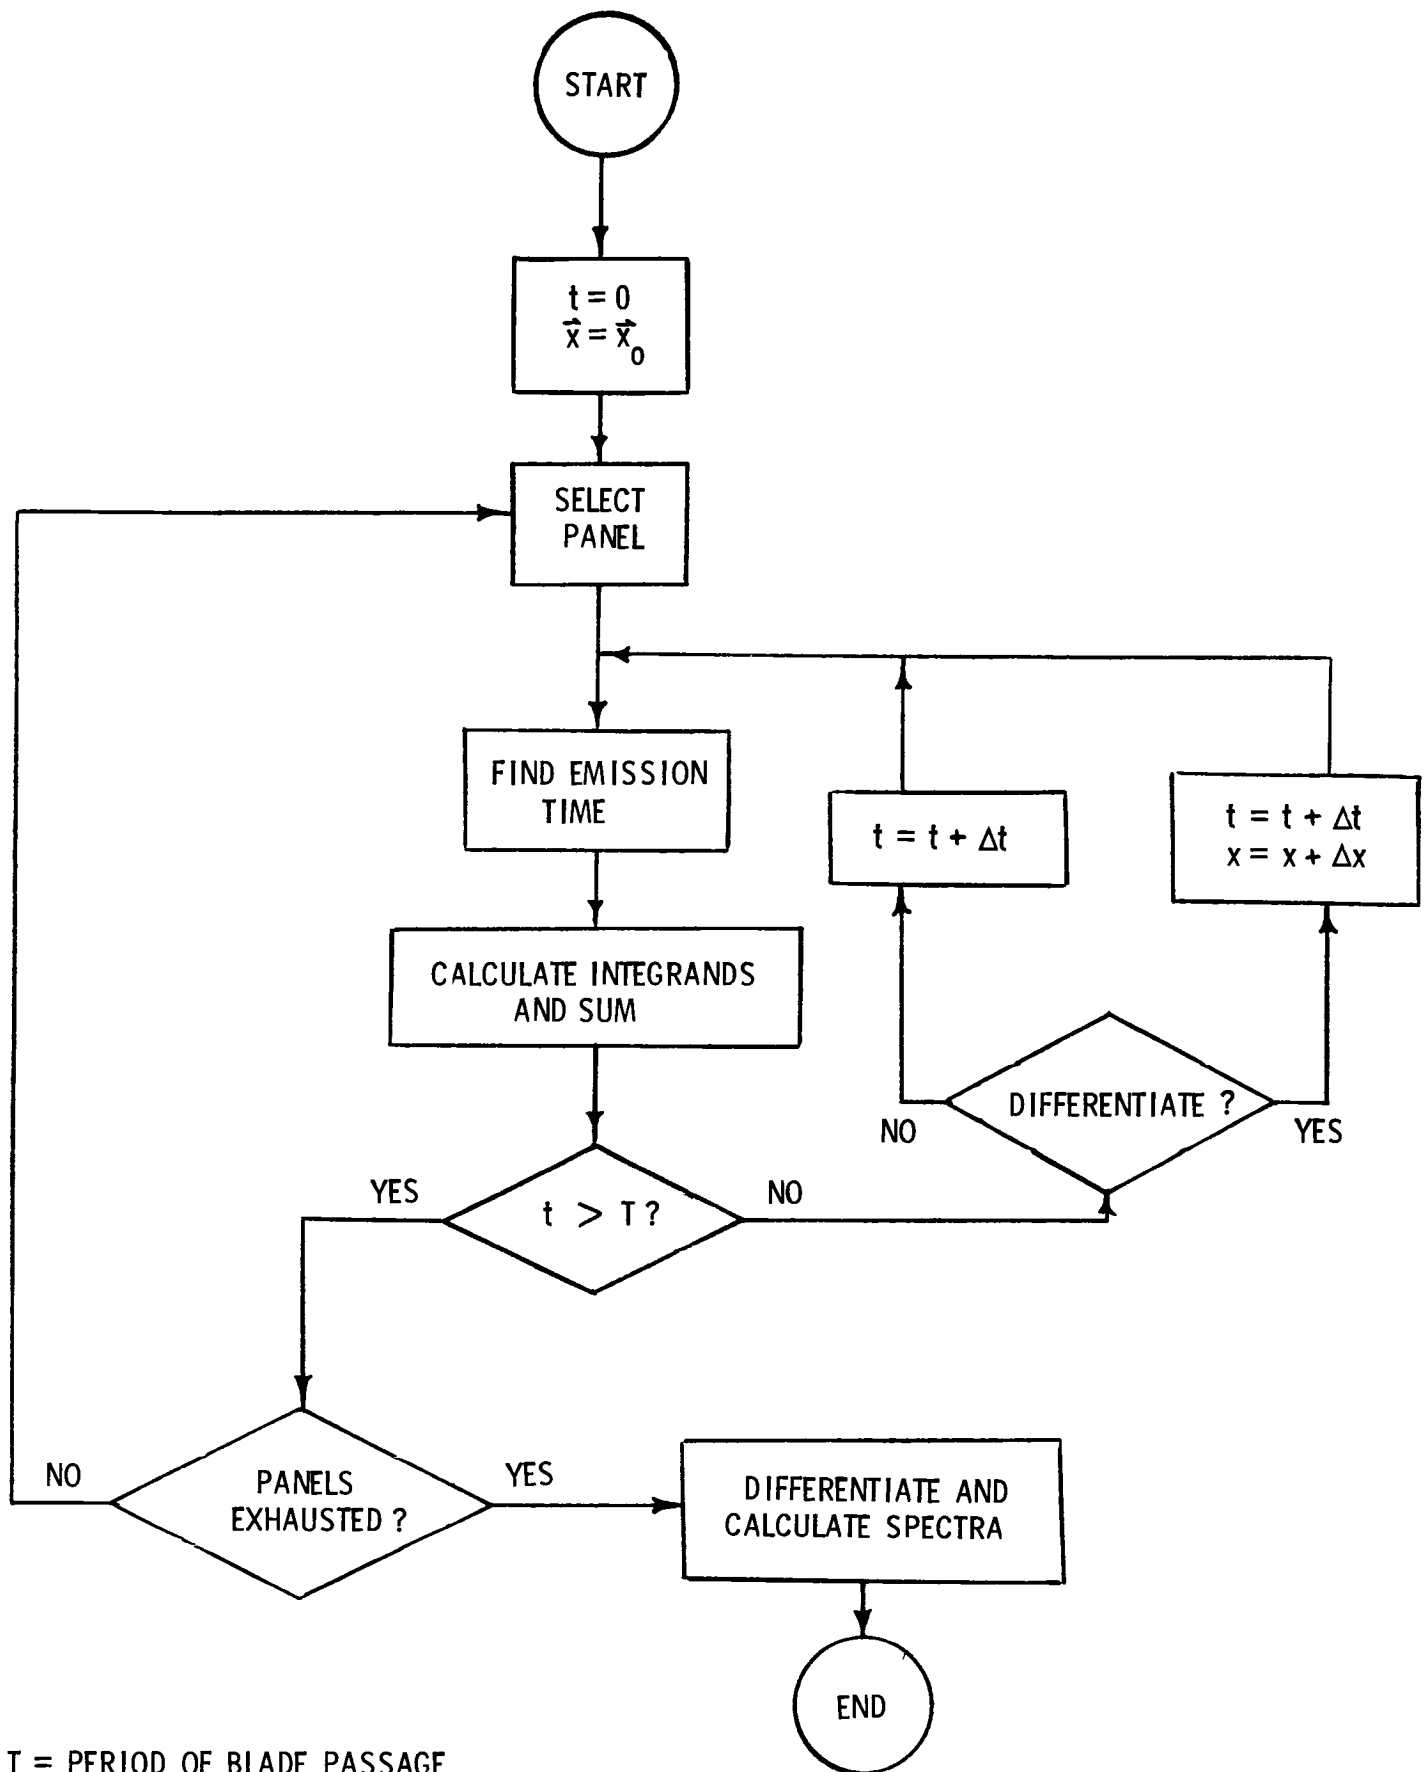 START
t = 0
x⃗ = x⃗₀
SELECT
PANEL
FIND EMISSION
TIME
t = t + Δt
t = t + Δt
x = x + Δx
CALCULATE INTEGRANDS
AND SUM
DIFFERENTIATE ?
NO
YES
YES
t > T ?
NO
NO
PANELS
EXHAUSTED ?
YES
DIFFERENTIATE AND
CALCULATE SPECTRA
END
T = PERIOD OF BLADE PASSAGE